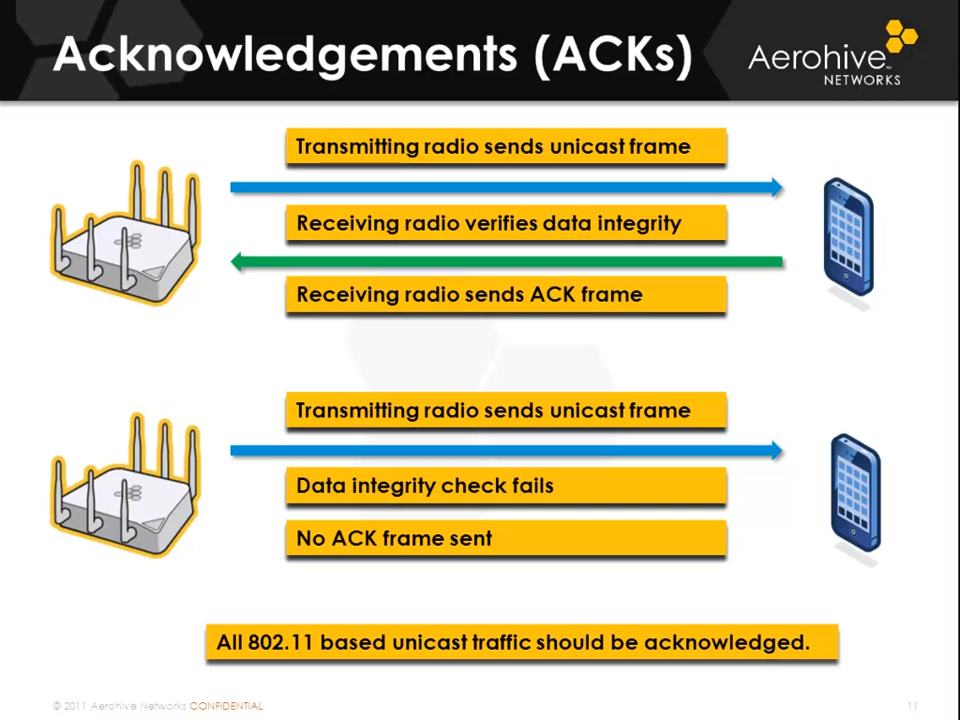 Acknowledgements (ACKs)
Aerohive™
NETWORKS
Transmitting radio sends unicast frame
Receiving radio verifies data integrity
Receiving radio sends ACK frame
Transmitting radio sends unicast frame
Data integrity check fails
No ACK frame sent
All 802.11 based unicast traffic should be acknowledged.
© 2011 Aerohive Networks CONFIDENTIAL
11